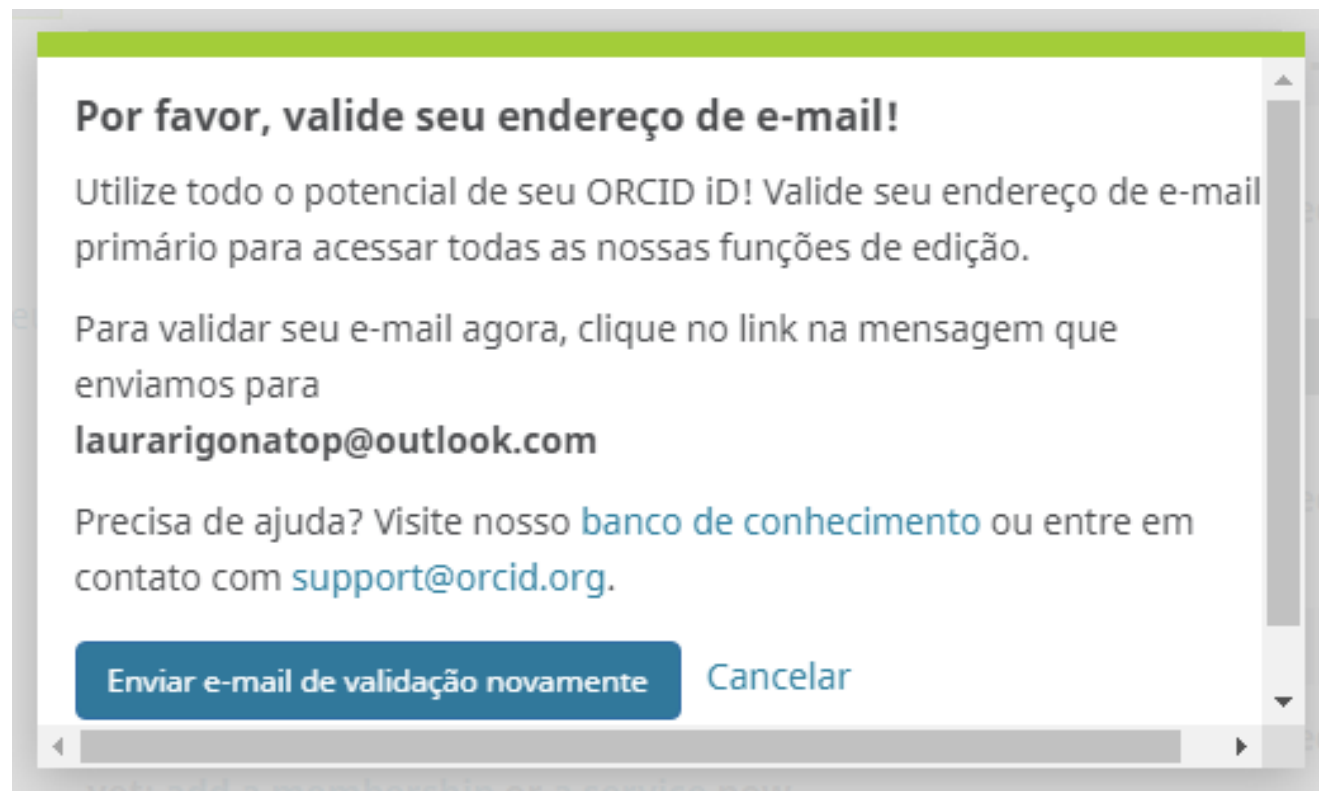 Por favor, valide seu endereço de e-mail!
Utilize todo o potencial de seu ORCID iD! Valide seu endereço de e-mail
primário para acessar todas as nossas funções de edição.
Para validar seu e-mail agora, clique no link na mensagem que
enviamos para
laurarigonatop@outlook.com
Precisa de ajuda? Visite nosso banco de conhecimento ou entre em
contato com support@orcid.org.
Enviar e-mail de validação novamente Cancelar